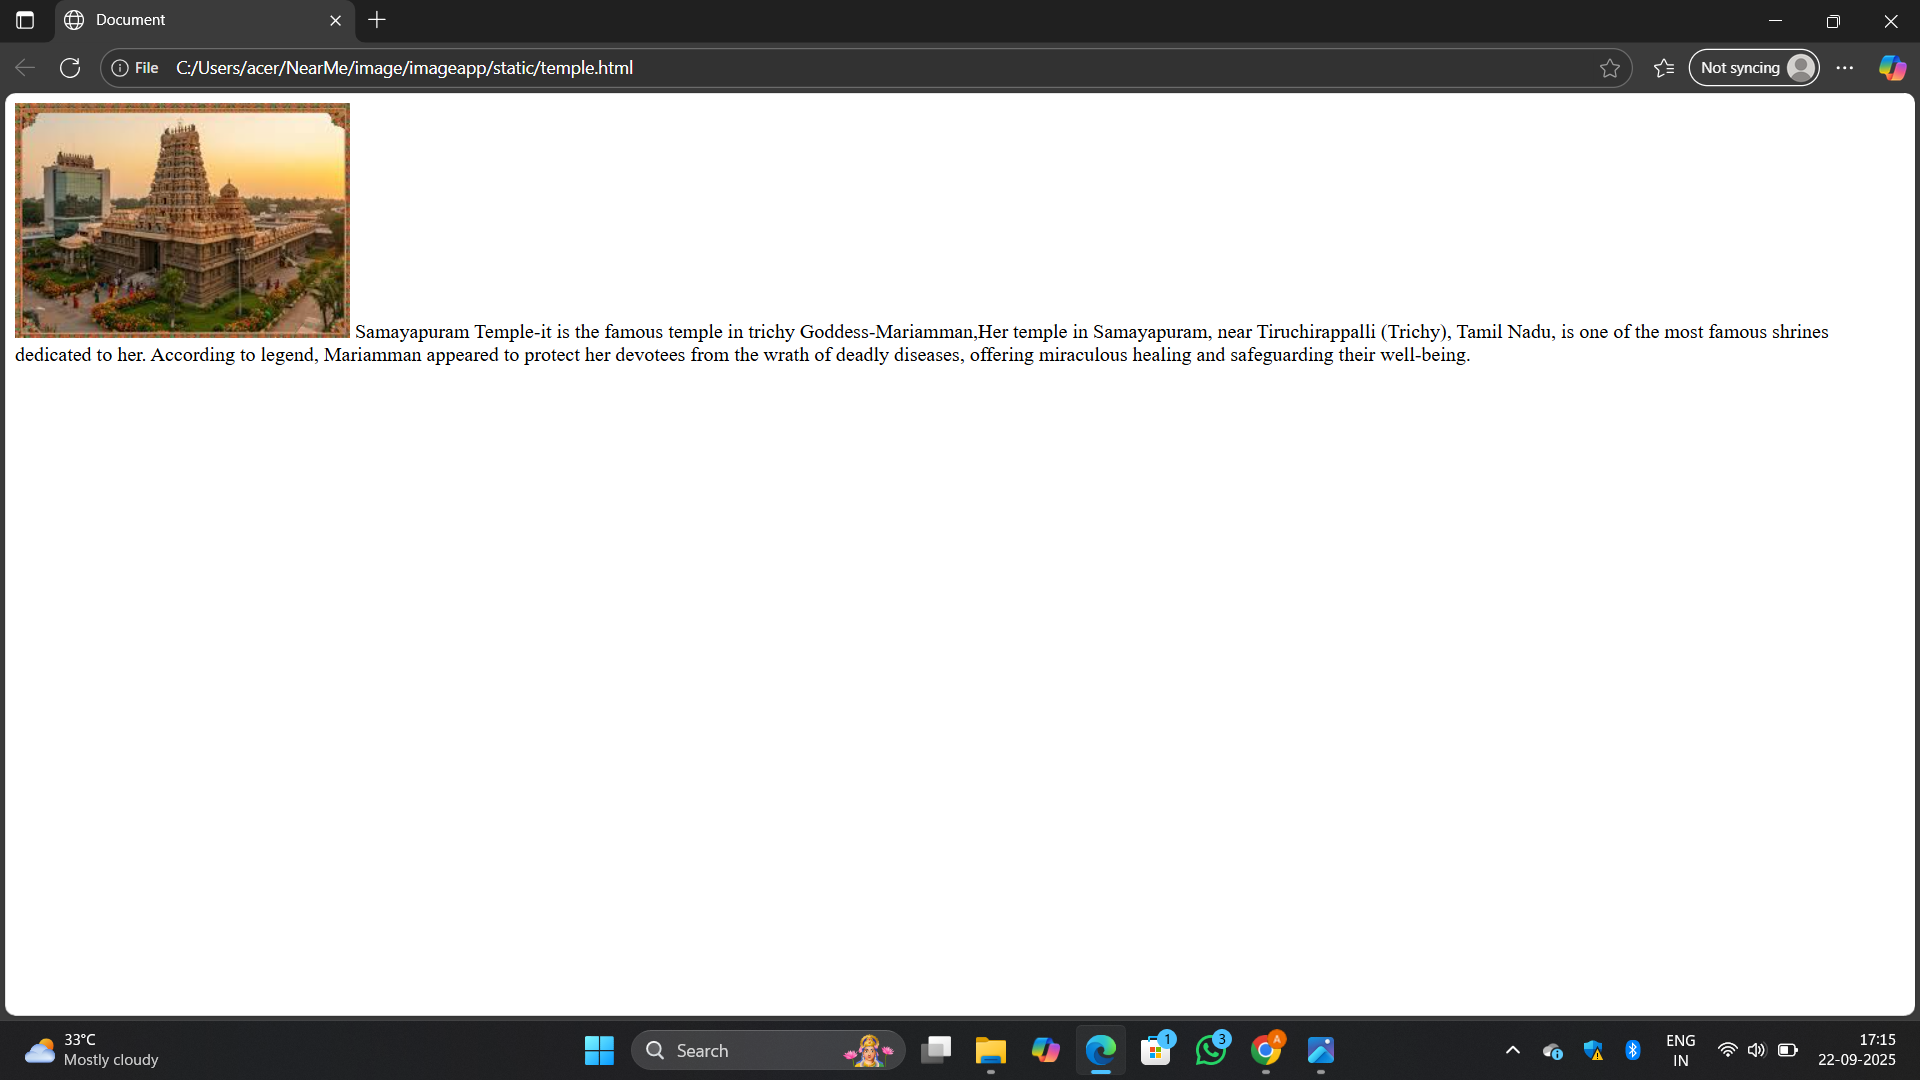 Document
File C:/Users/acer/NearMe/image/imageapp/static/temple.html
Not syncing
Samayapuram Temple-it is the famous temple in trichy Goddess-Mariamman,Her temple in Samayapuram, near Tiruchirappalli (Trichy), Tamil Nadu, is one of the most famous shrines
dedicated to her. According to legend, Mariamman appeared to protect her devotees from the wrath of deadly diseases, offering miraculous healing and safeguarding their well-being.
33°C
Mostly cloudy
Search
1
3
A
ENG
IN
17:15
22-09-2025